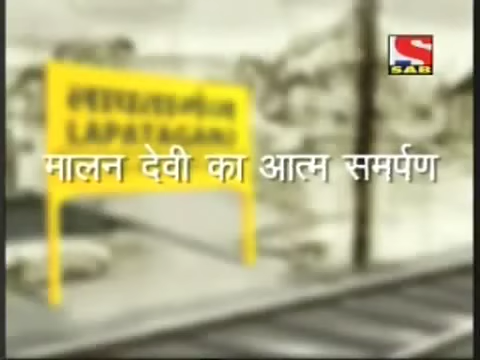 S
SAB
लापतागंज
LAPATAGANJ
मालन देवी का आत्म समर्पण